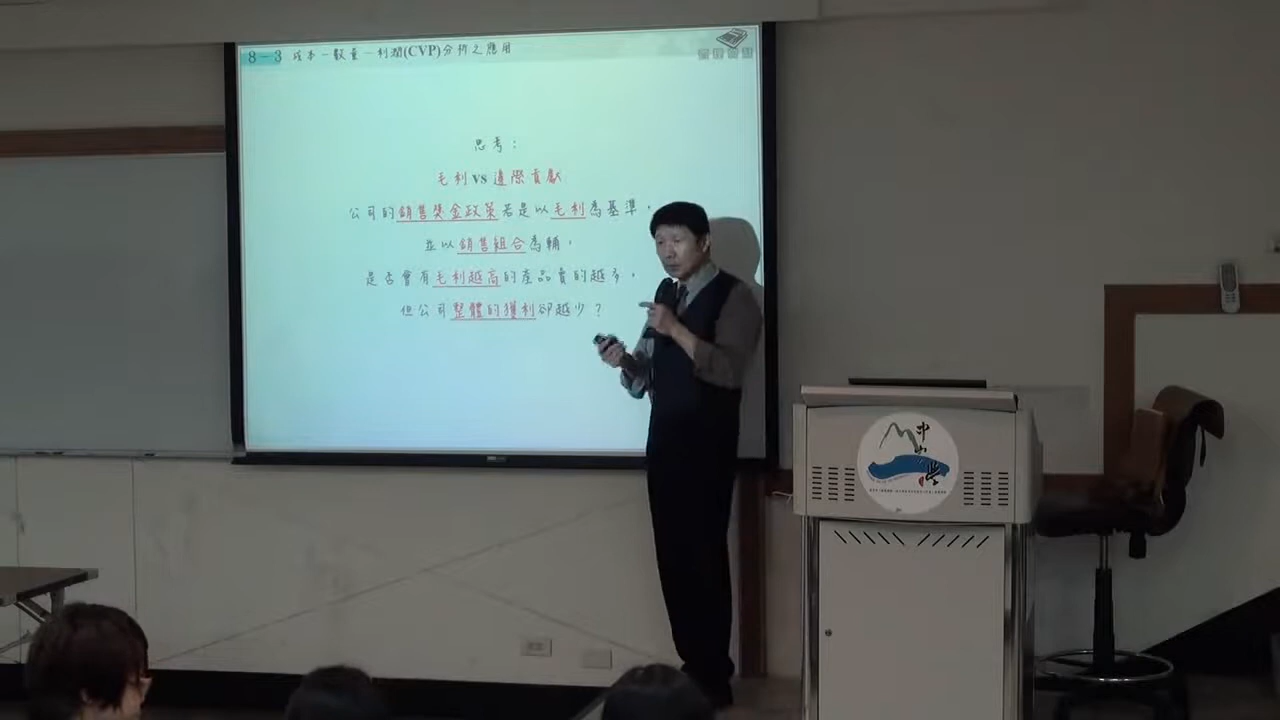 8－3 成本－數量－利潤(CVP)分析之應用
思考：
毛利 vs 邊際貢獻
公司的銷售獎金政策若是以毛利為基準，
並以銷售組合為輔，
是否會有毛利越高的產品賣的越多，
但公司整體的獲利卻越少？
中山